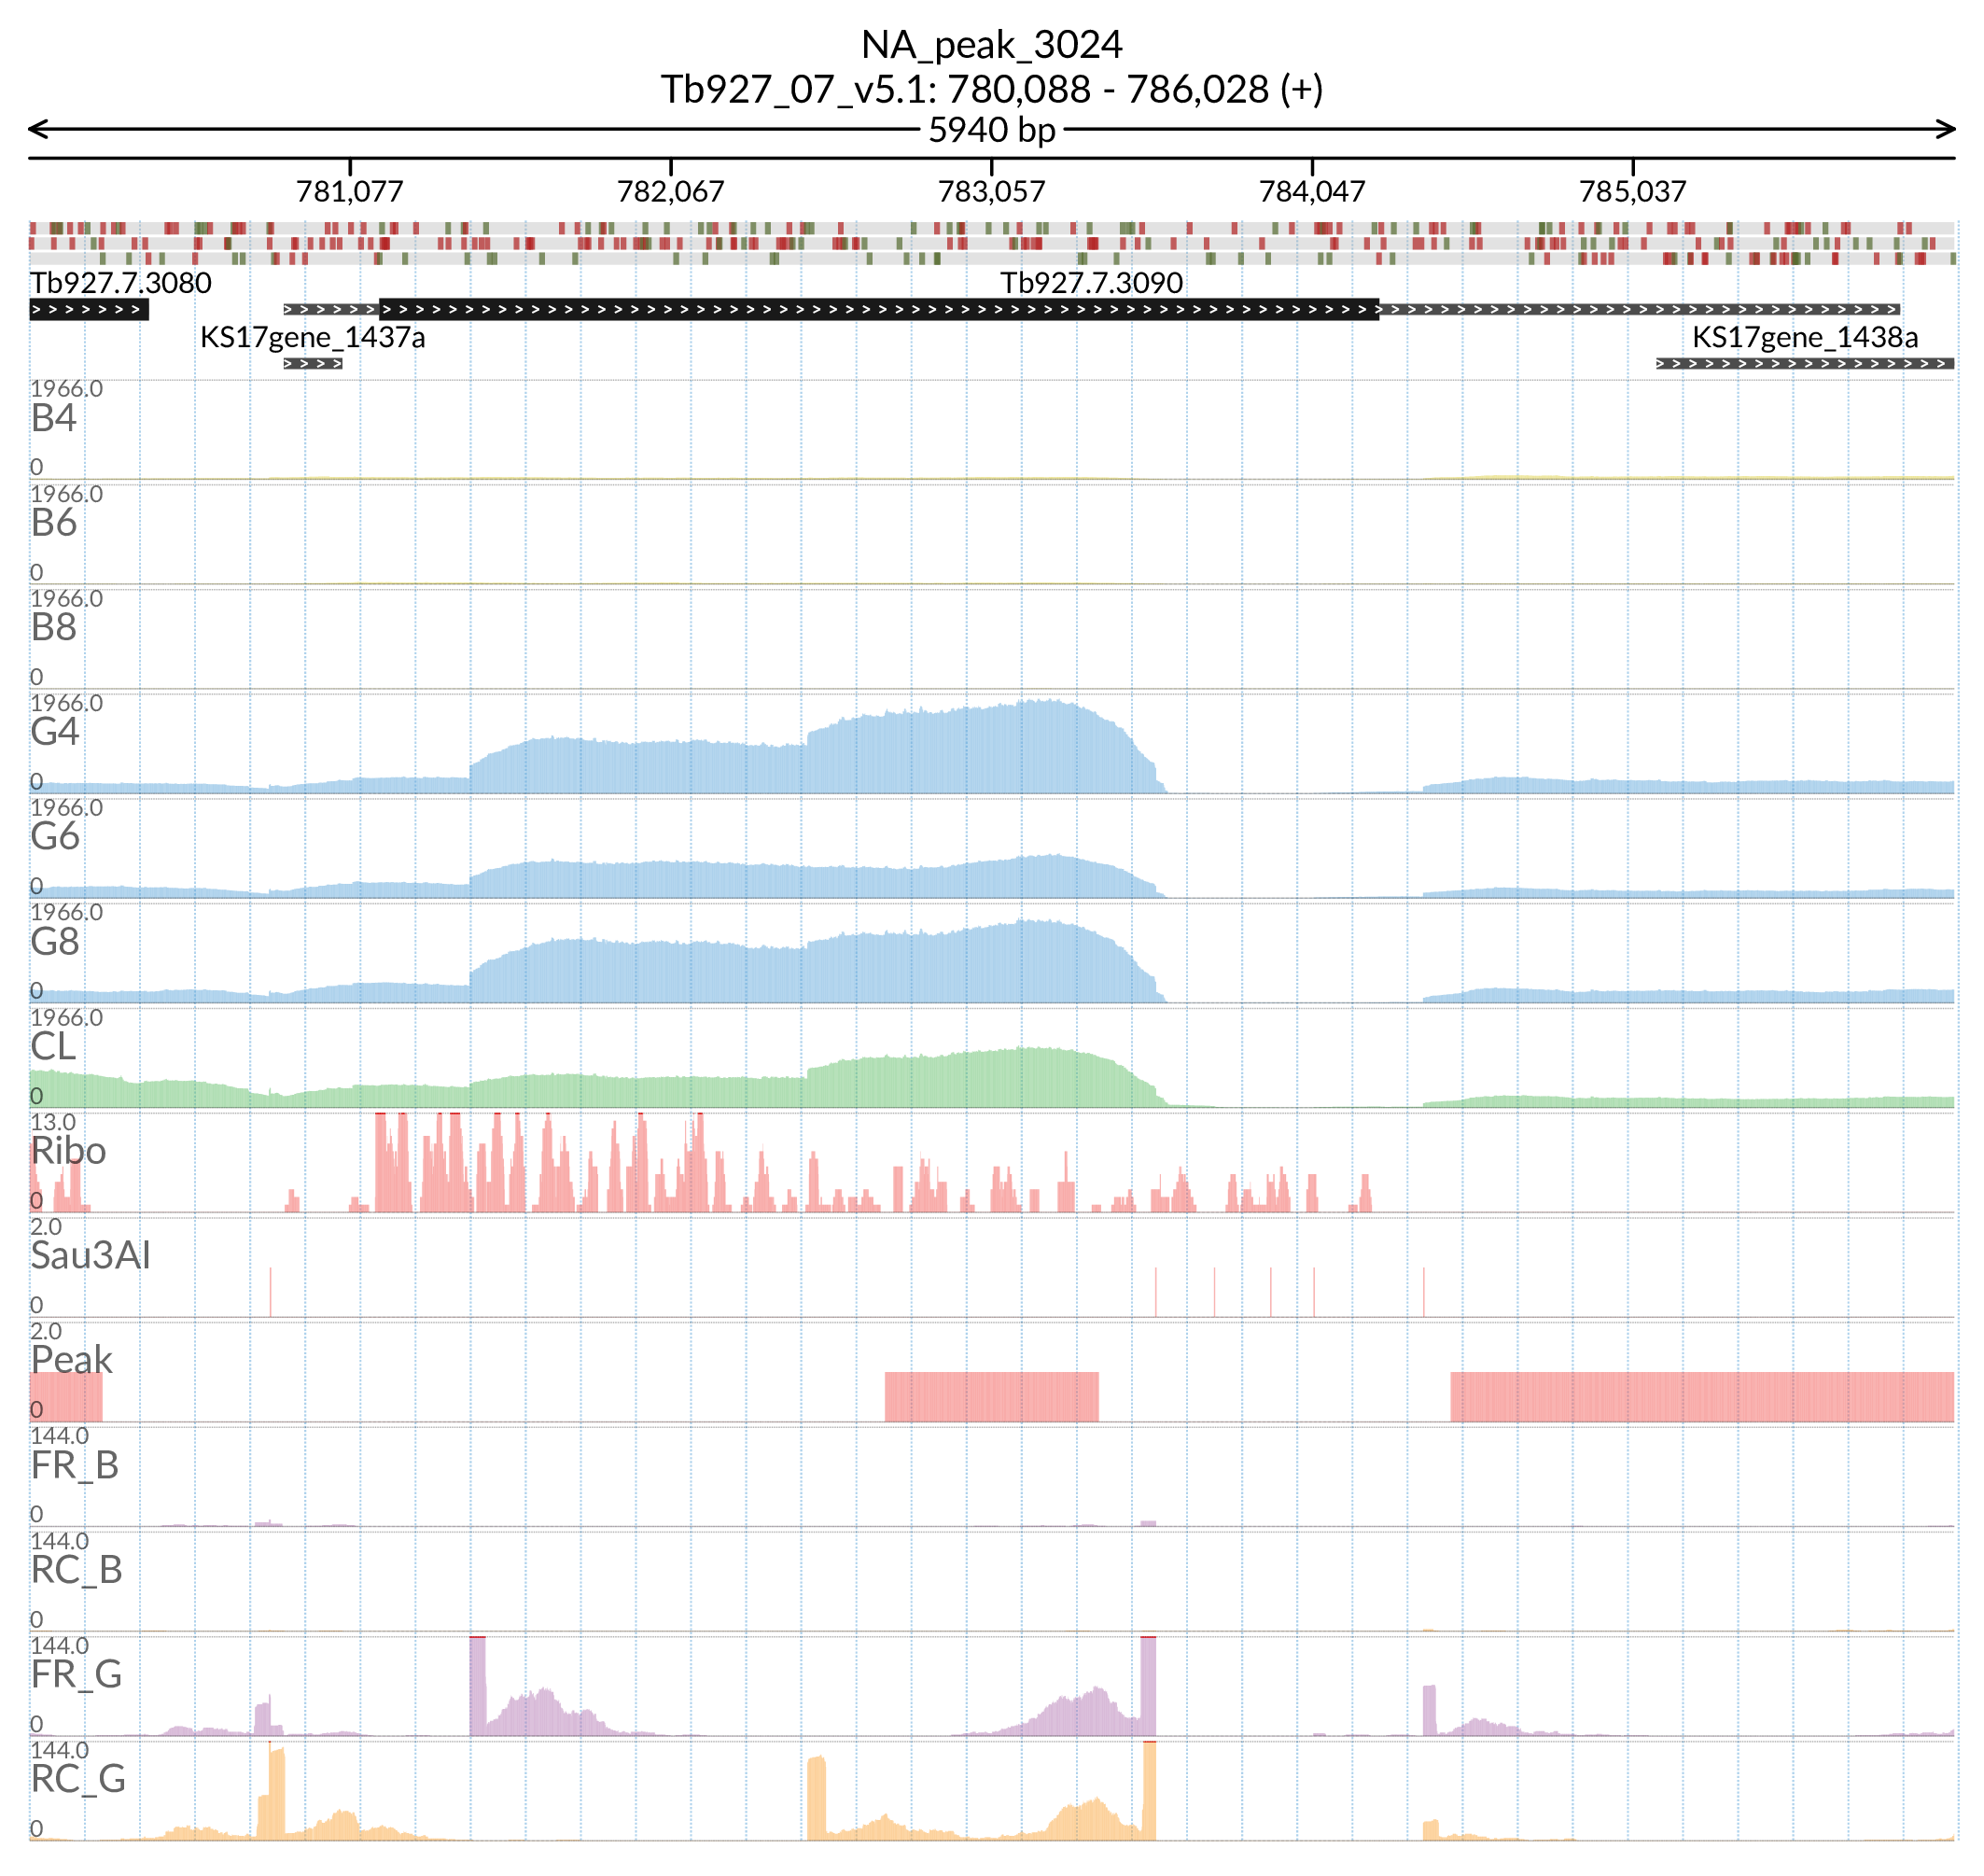 NA_peak_3024
Tb927_07_v5.1: 780,088 - 786,028 (+)
5940 bp
781,077 782,067 783,057 784,047 785,037
Tb927.7.3080 Tb927.7.3090
KS17gene_1437a KS17gene_1438a
1966.0
B4
0
1966.0
B6
0
1966.0
B8
0
1966.0
G4
0
1966.0
G6
0
1966.0
G8
0
1966.0
CL
0
13.0
Ribo
0
2.0
Sau3AI
0
2.0
Peak
0
144.0
FR_B
0
144.0
RC_B
0
144.0
FR_G
0
144.0
RC_G
0